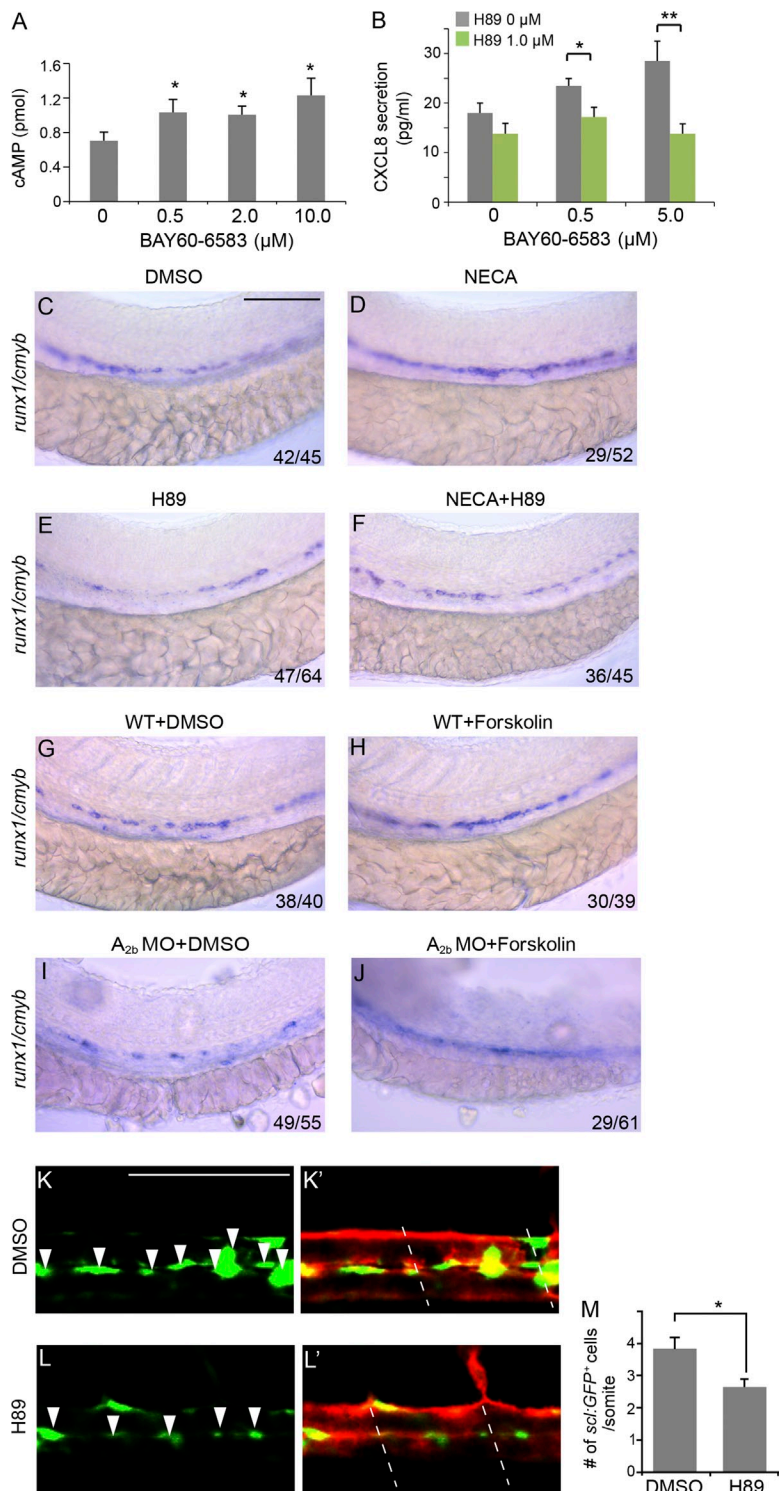 A
cAMP (pmol)
1.6
1.2
0.8
0.4
0
*
*
*
0 0.5 2.0 10.0
BAY60-6583 (µM)
B
H89 0 µM
H89 1.0 µM
CXCL8 secretion
(pg/ml)
30
20
10
0
*
**
0 0.5 5.0
BAY60-6583 (µM)
DMSO
NECA
C
runx1/cmyb
42/45
D
29/52
H89
NECA+H89
E
runx1/cmyb
47/64
F
36/45
WT+DMSO
WT+Forskolin
G
runx1/cmyb
38/40
H
30/39
A2b MO+DMSO
A2b MO+Forskolin
I
runx1/cmyb
49/55
J
29/61
DMSO
K
K'
H89
L
L'
M
# of scl:GFP+ cells
/somite
4
3
2
1
0
*
DMSO H89